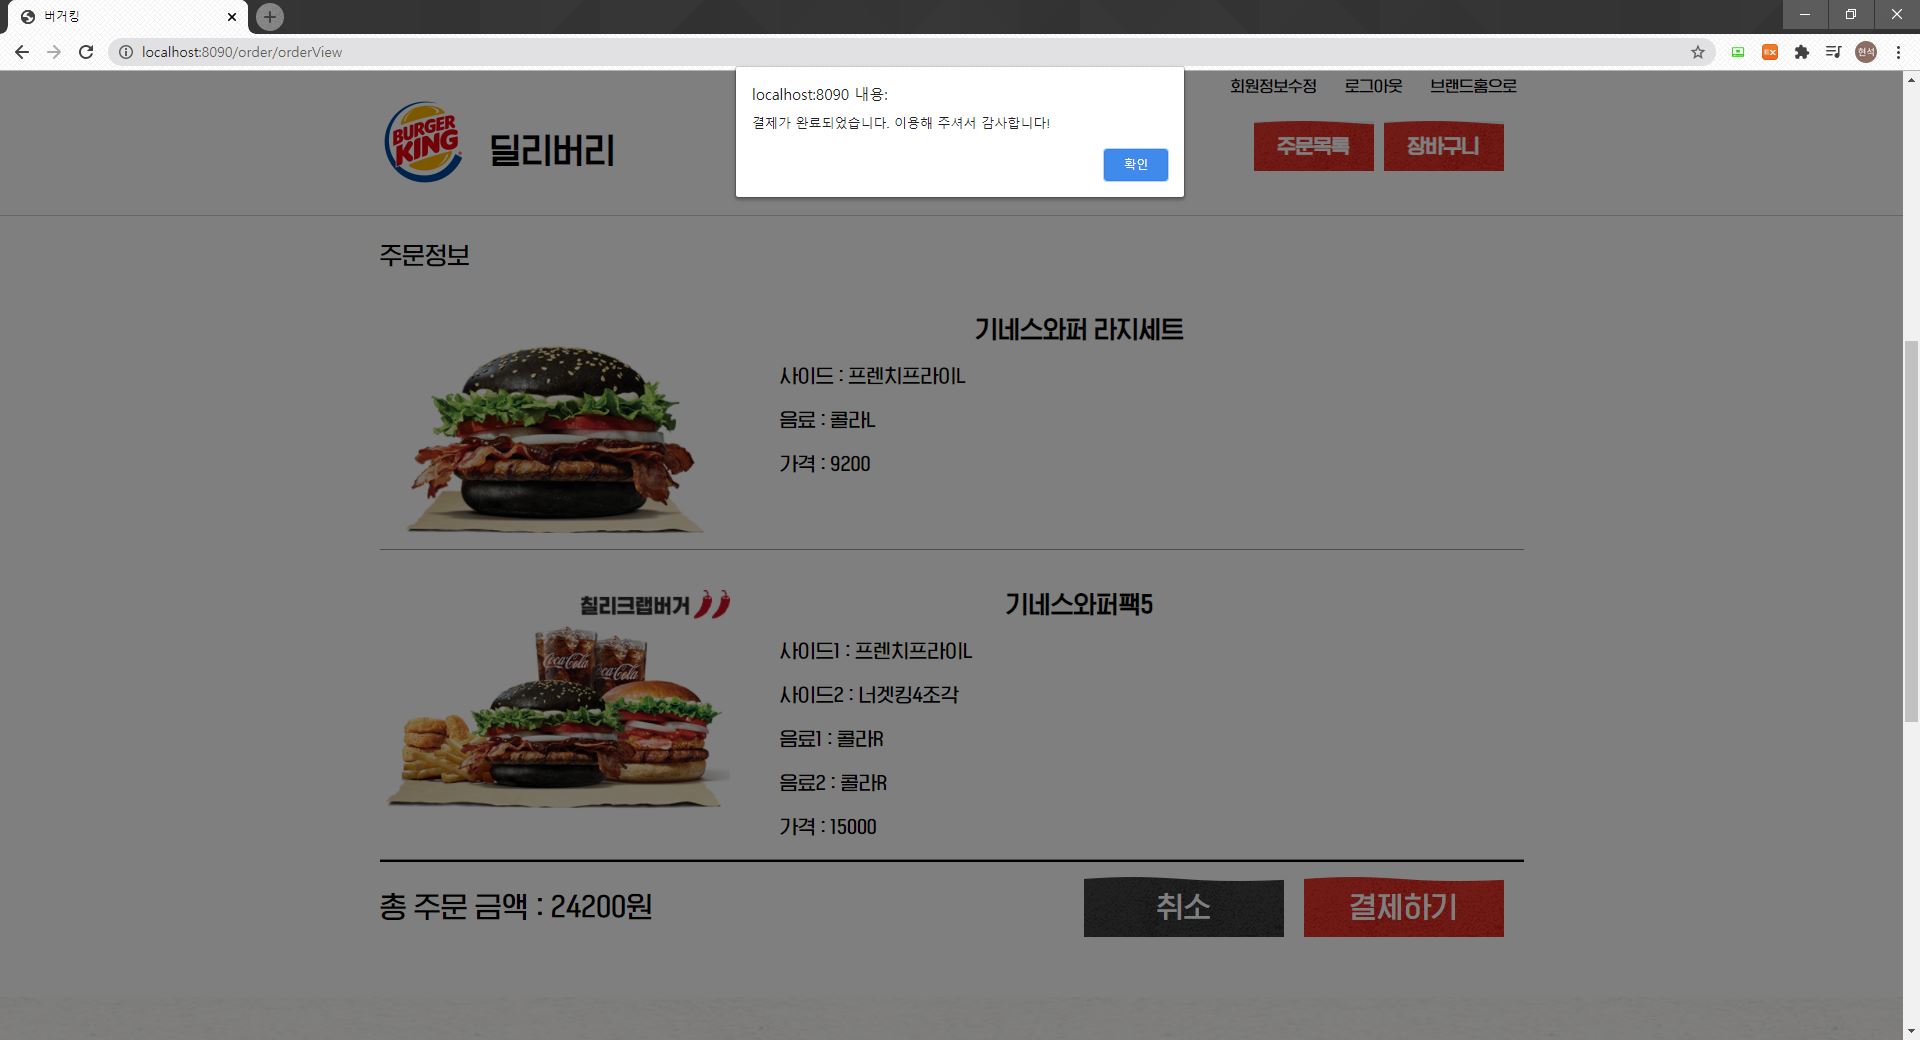 버거킹
localhost:8090/order/orderView
EX
현석
localhost:8090 내용:
결제가 완료되었습니다. 이용해 주셔서 감사합니다!
확인
회원정보수정 로그아웃 브랜드홈으로
BURGER
KING
딜리버리
주문목록 장바구니
주문정보
기네스와퍼 라지세트
사이드 : 프렌치프라이L
음료 : 콜라L
가격 : 9200
칠리크랩버거
Coca-Cola
Coca-Cola
기네스와퍼팩5
사이드1 : 프렌치프라이L
사이드2 : 너겟킹4조각
음료1 : 콜라R
음료2 : 콜라R
가격 : 15000
총 주문 금액 : 24200원
취소 결제하기